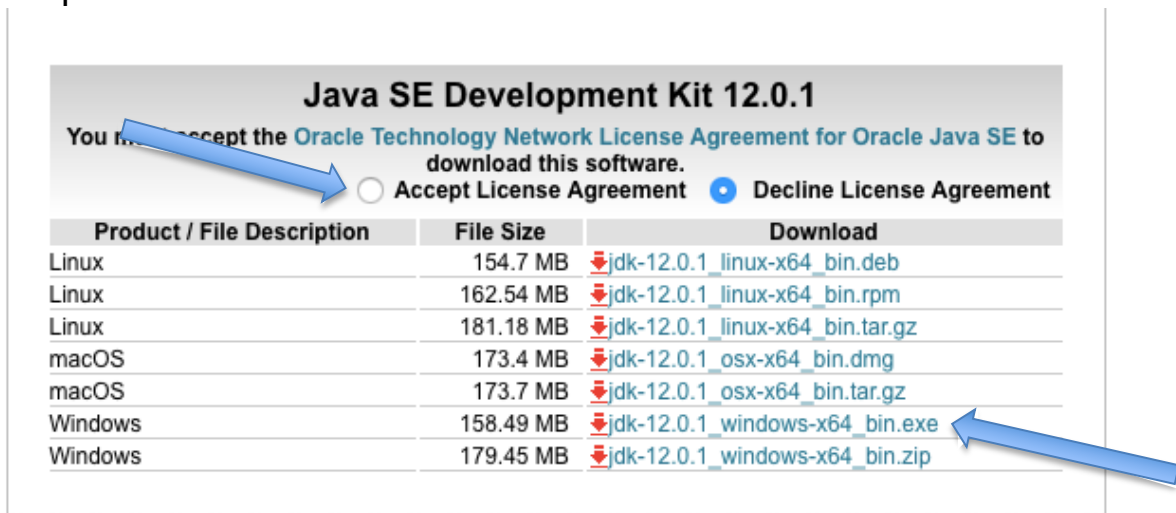 Java SE Development Kit 12.0.1
You accept the Oracle Technology Network License Agreement for Oracle Java SE to
download this software.
Accept License Agreement Decline License Agreement
Product / File Description File Size Download
Linux 154.7 MB jdk-12.0.1_linux-x64_bin.deb
Linux 162.54 MB jdk-12.0.1_linux-x64_bin.rpm
Linux 181.18 MB jdk-12.0.1_linux-x64_bin.tar.gz
macOS 173.4 MB jdk-12.0.1_osx-x64_bin.dmg
macOS 173.7 MB jdk-12.0.1_osx-x64_bin.tar.gz
Windows 158.49 MB jdk-12.0.1_windows-x64_bin.exe
Windows 179.45 MB jdk-12.0.1_windows-x64_bin.zip